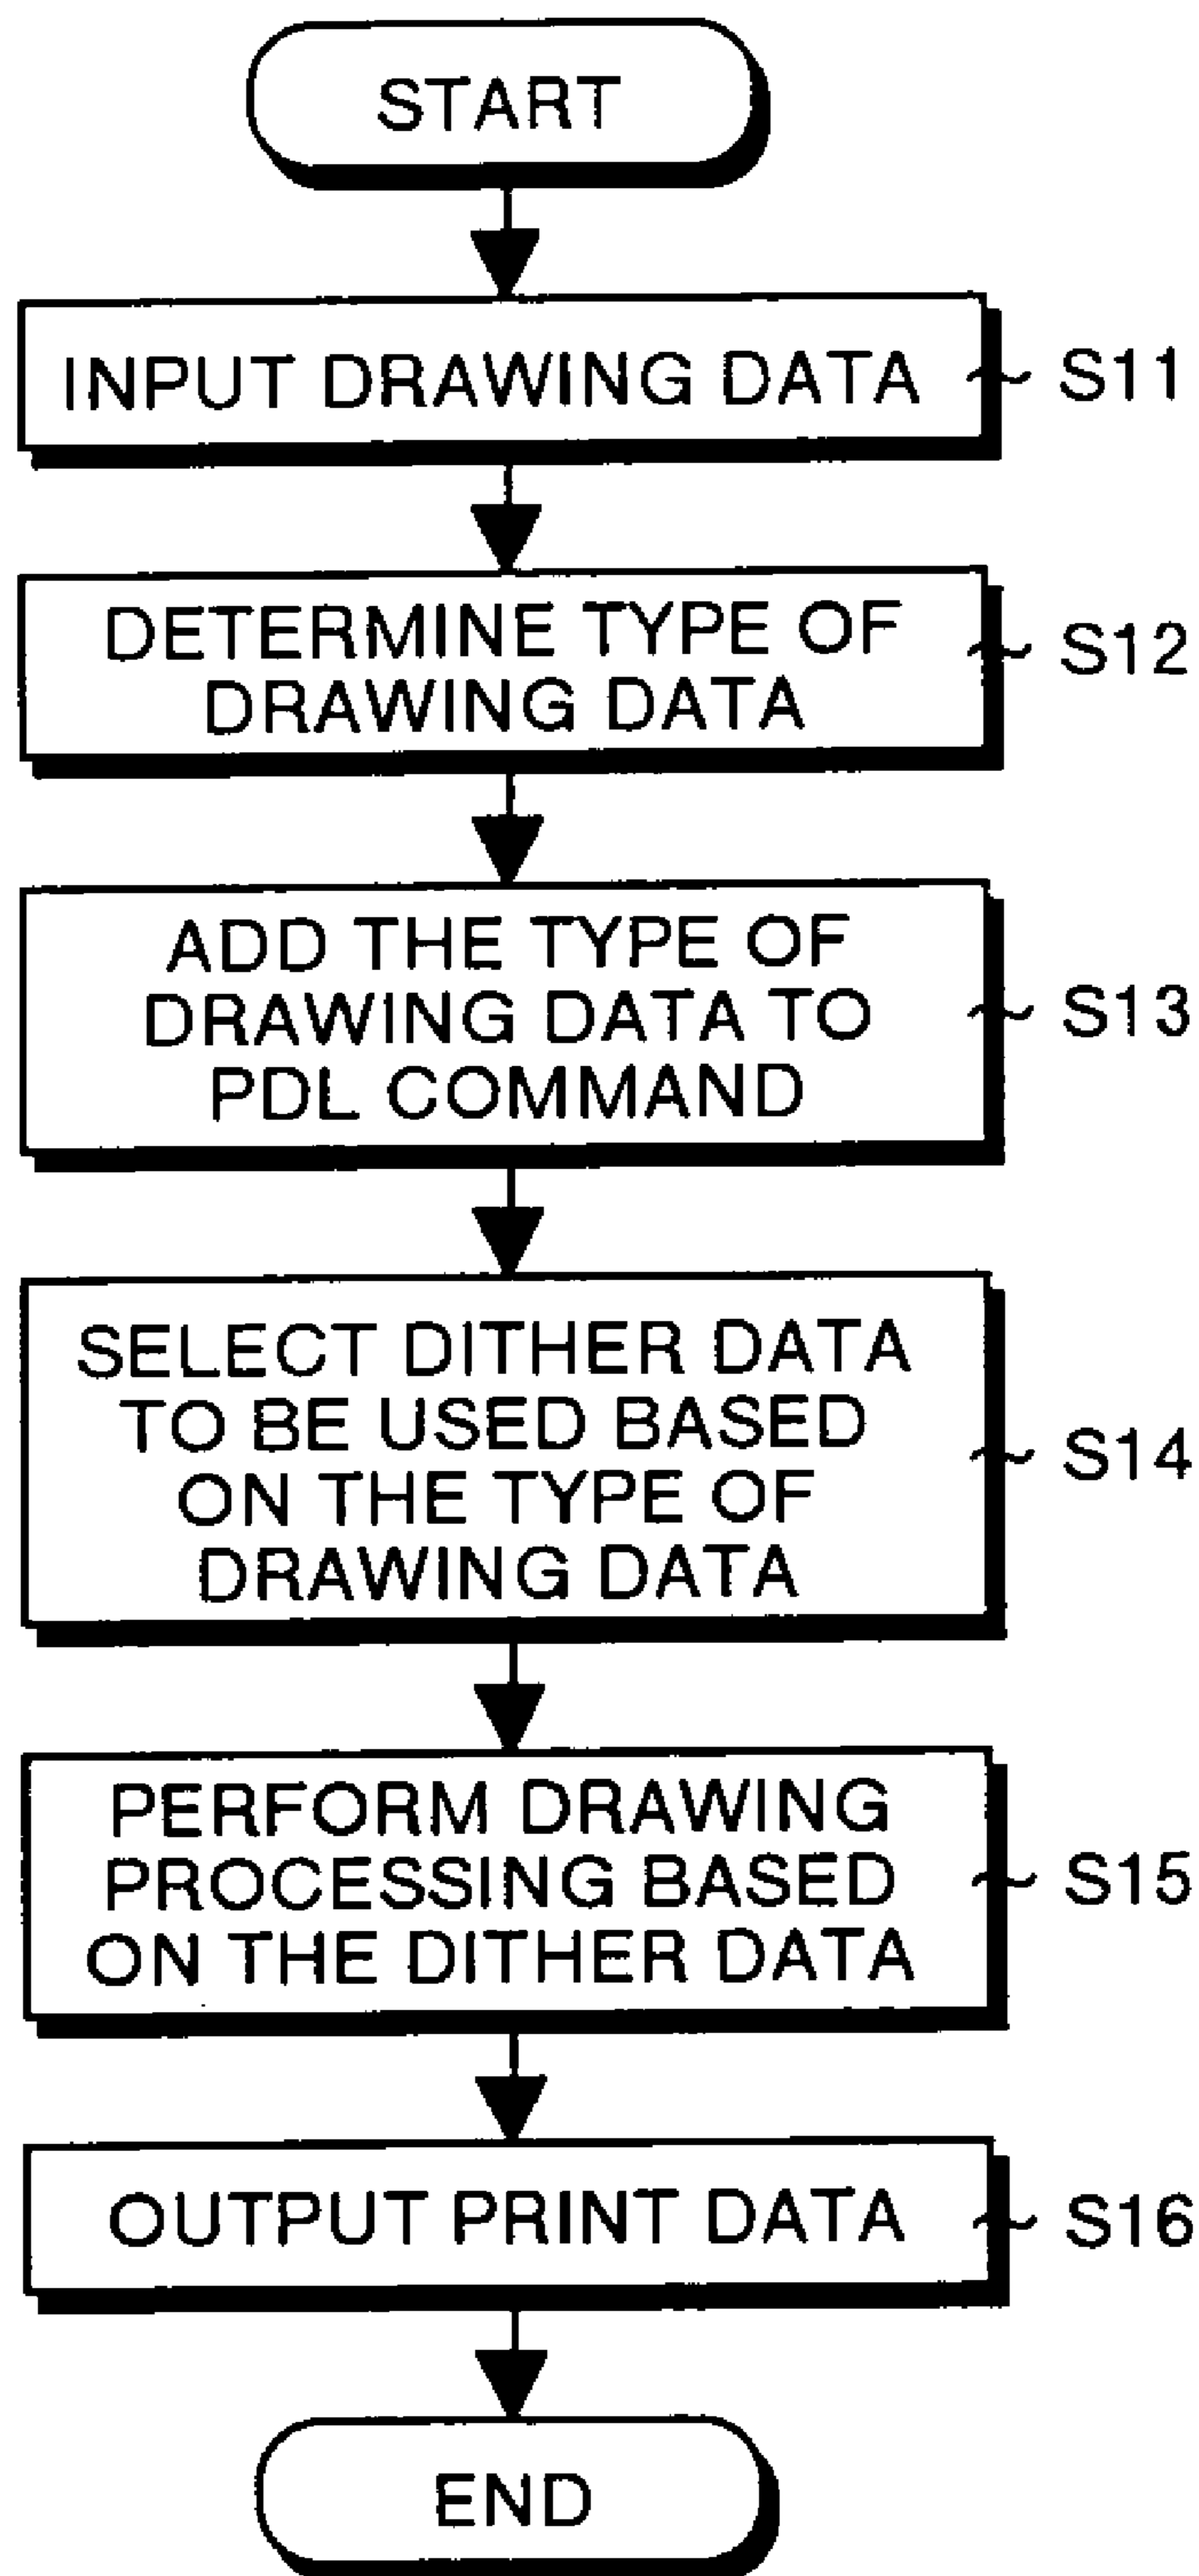 START
INPUT DRAWING DATA
S11
DETERMINE TYPE OF
DRAWING DATA
S12
ADD THE TYPE OF
DRAWING DATA TO
PDL COMMAND
S13
SELECT DITHER DATA
TO BE USED BASED
ON THE TYPE OF
DRAWING DATA
S14
PERFORM DRAWING
PROCESSING BASED
ON THE DITHER DATA
S15
OUTPUT PRINT DATA
S16
END